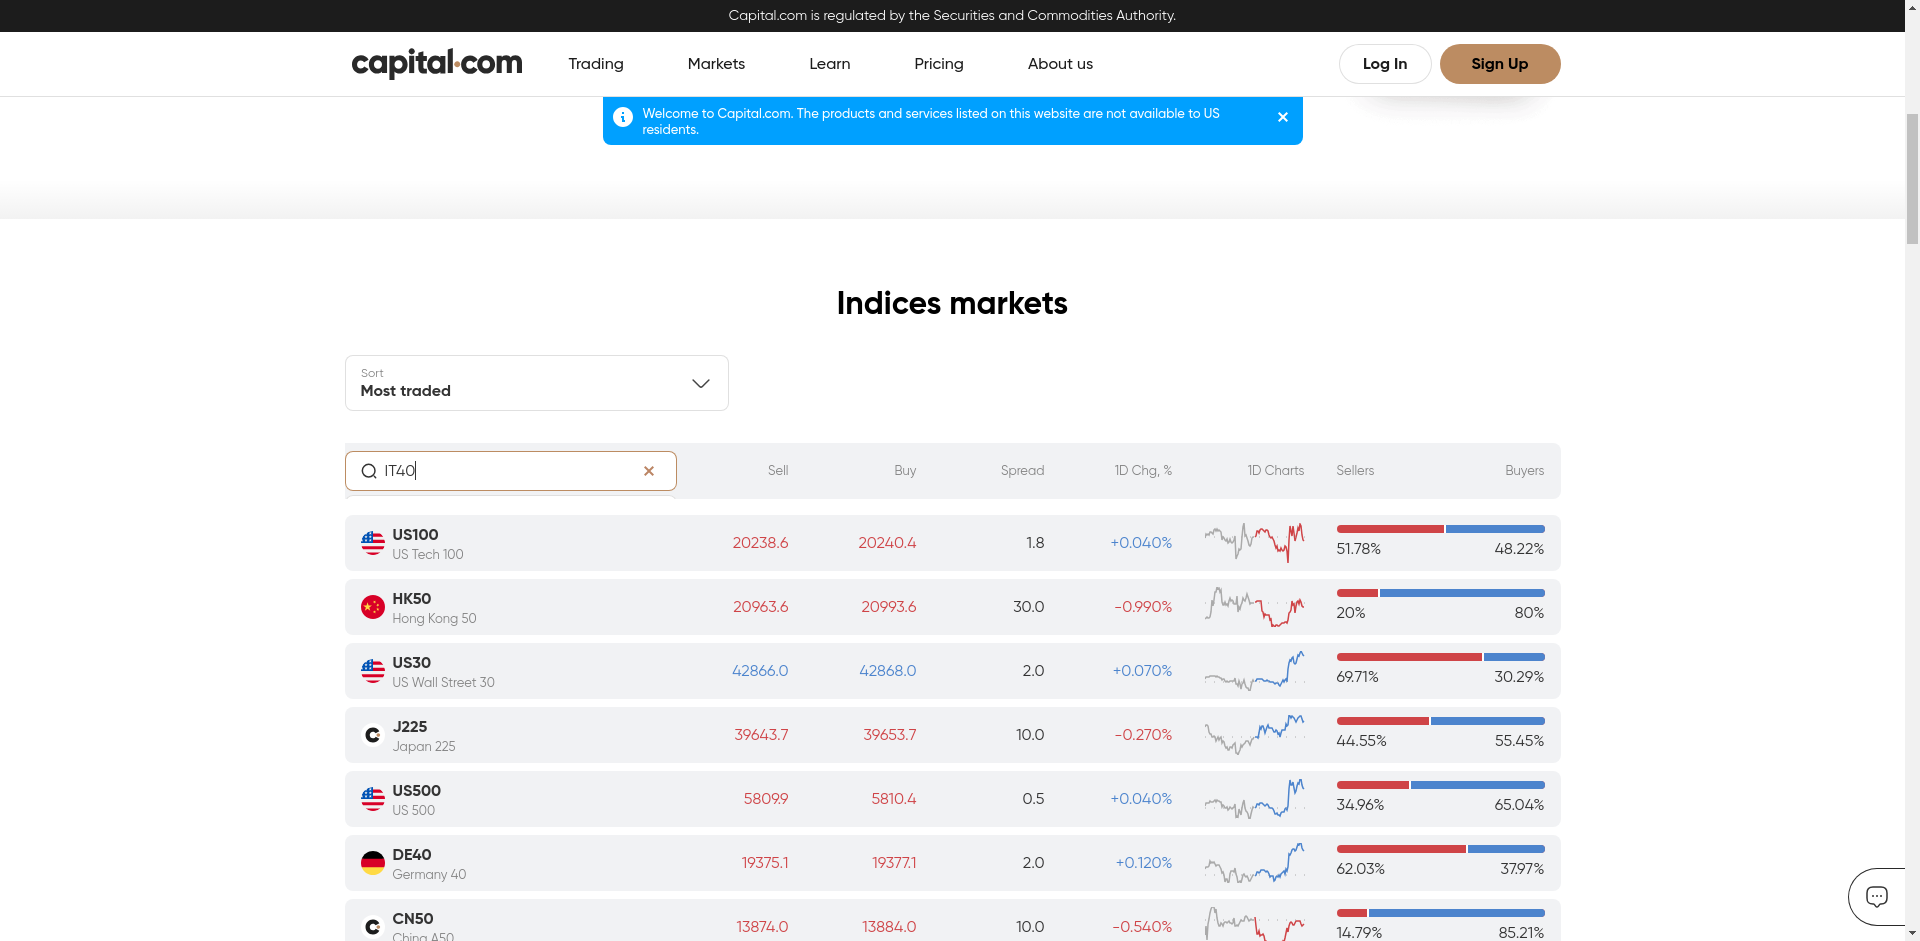 Capital.com is regulated by the Securities and Commodities Authority.
capital.com Trading Markets Learn Pricing About us Log In Sign Up
Welcome to Capital.com. The products and services listed on this website are not available to US
residents.
Indices markets
Sort
Most traded
IT40 Sell Buy Spread 1D Chg, % 1D Charts Sellers Buyers
US100
US Tech 100
20238.6 20240.4 1.8 +0.040% 51.78% 48.22%
HK50
Hong Kong 50
20963.6 20993.6 30.0 -0.990% 20% 80%
US30
US Wall Street 30
42866.0 42868.0 2.0 +0.070% 69.71% 30.29%
J225
Japan 225
39643.7 39653.7 10.0 -0.270% 44.55% 55.45%
US500
US 500
5809.9 5810.4 0.5 +0.040% 34.96% 65.04%
DE40
Germany 40
19375.1 19377.1 2.0 +0.120% 62.03% 37.97%
CN50
China A50
13874.0 13884.0 10.0 -0.540% 14.79% 85.21%